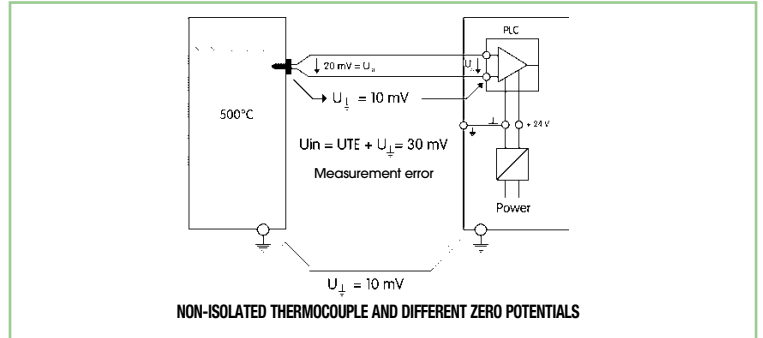 PLC
20 mV = U
U
U⏊ = 10 mV
500°C
+ 24 V
Uin = UTE + U⏊ = 30 mV
Measurement error
Power
U⏊ = 10 mV
NON-ISOLATED THERMOCOUPLE AND DIFFERENT ZERO POTENTIALS